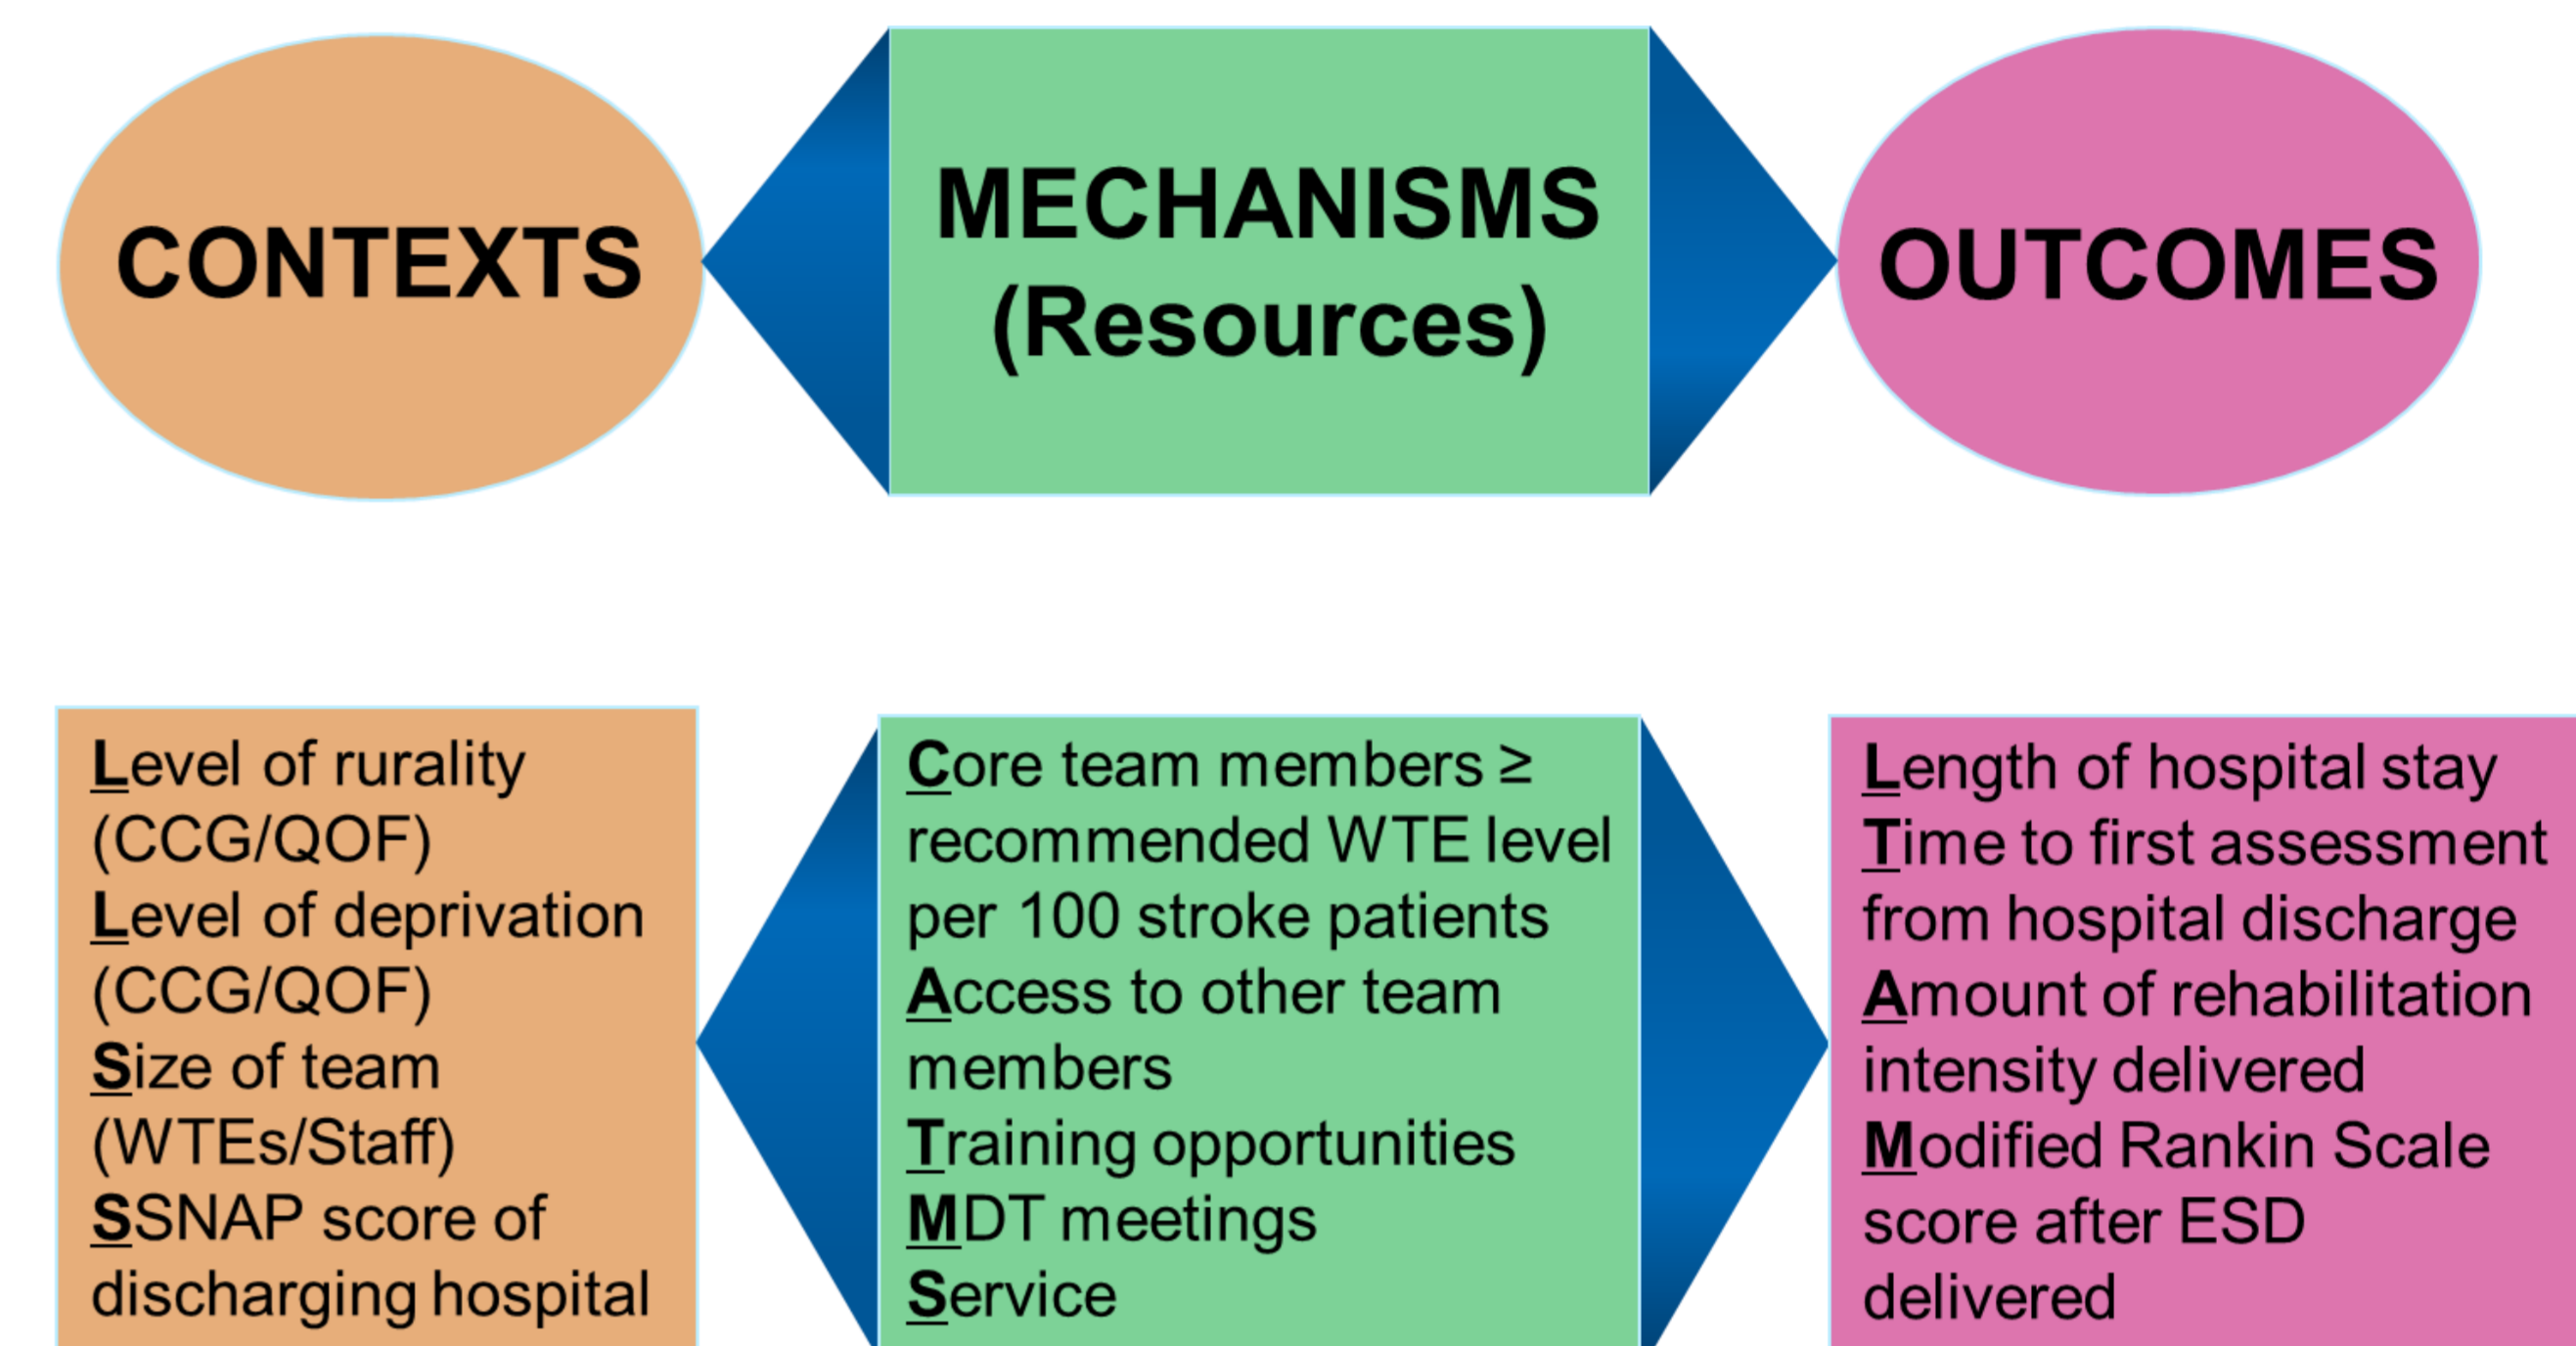 CONTEXTS
MECHANISMS
(Resources)
OUTCOMES
Level of rurality
(CCG/QOF)
Level of deprivation
(CCG/QOF)
Size of team
(WTEs/Staff)
SSNAP score of
discharging hospital
Core team members ≥
recommended WTE level
per 100 stroke patients
Access to other team
members
Training opportunities
MDT meetings
Service
Length of hospital stay
Time to first assessment
from hospital discharge
Amount of rehabilitation
intensity delivered
Modified Rankin Scale
score after ESD
delivered